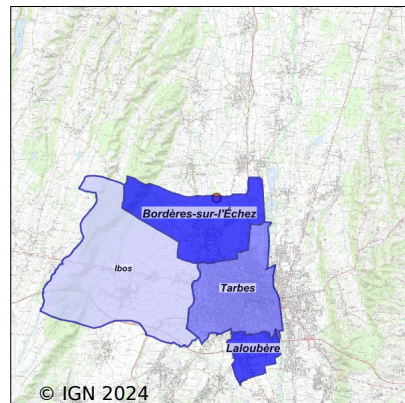 Bordères-sur-l'Échez
Ibos
Tarbes
Laloubère
© IGN 2024